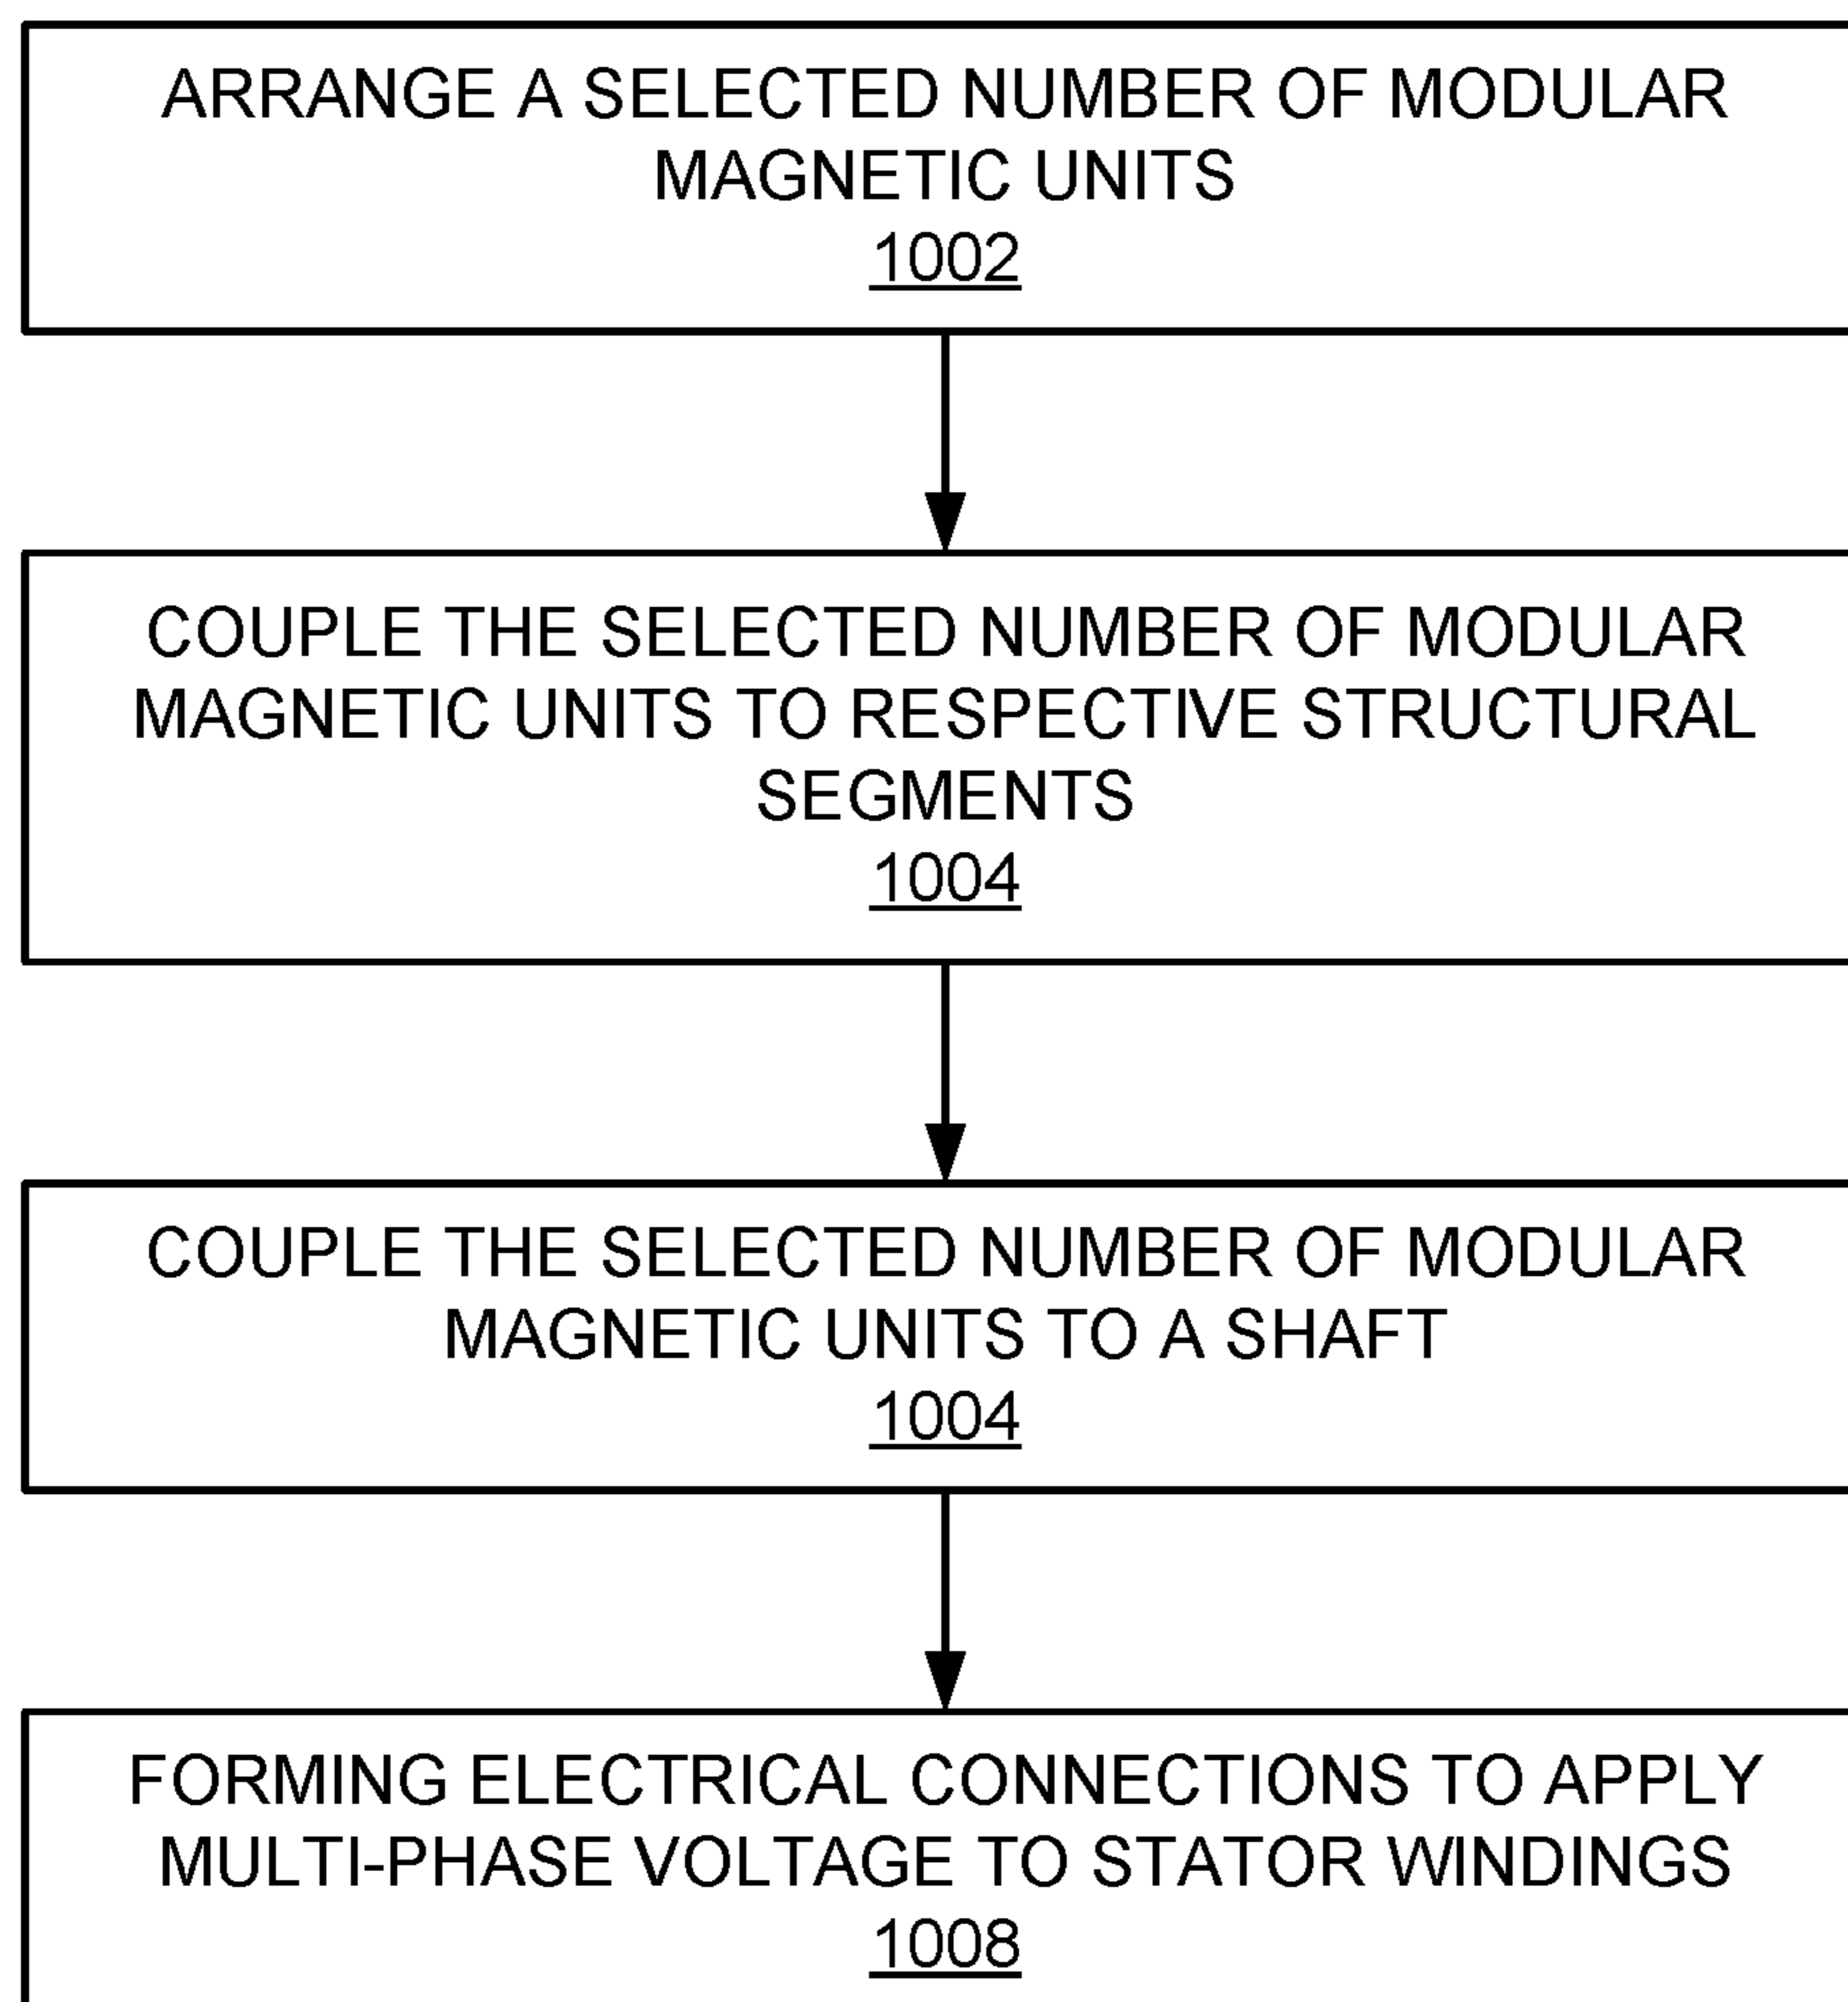 ARRANGE A SELECTED NUMBER OF MODULAR
MAGNETIC UNITS
1002
COUPLE THE SELECTED NUMBER OF MODULAR
MAGNETIC UNITS TO RESPECTIVE STRUCTURAL
SEGMENTS
1004
COUPLE THE SELECTED NUMBER OF MODULAR
MAGNETIC UNITS TO A SHAFT
1004
FORMING ELECTRICAL CONNECTIONS TO APPLY
MULTI-PHASE VOLTAGE TO STATOR WINDINGS
1008